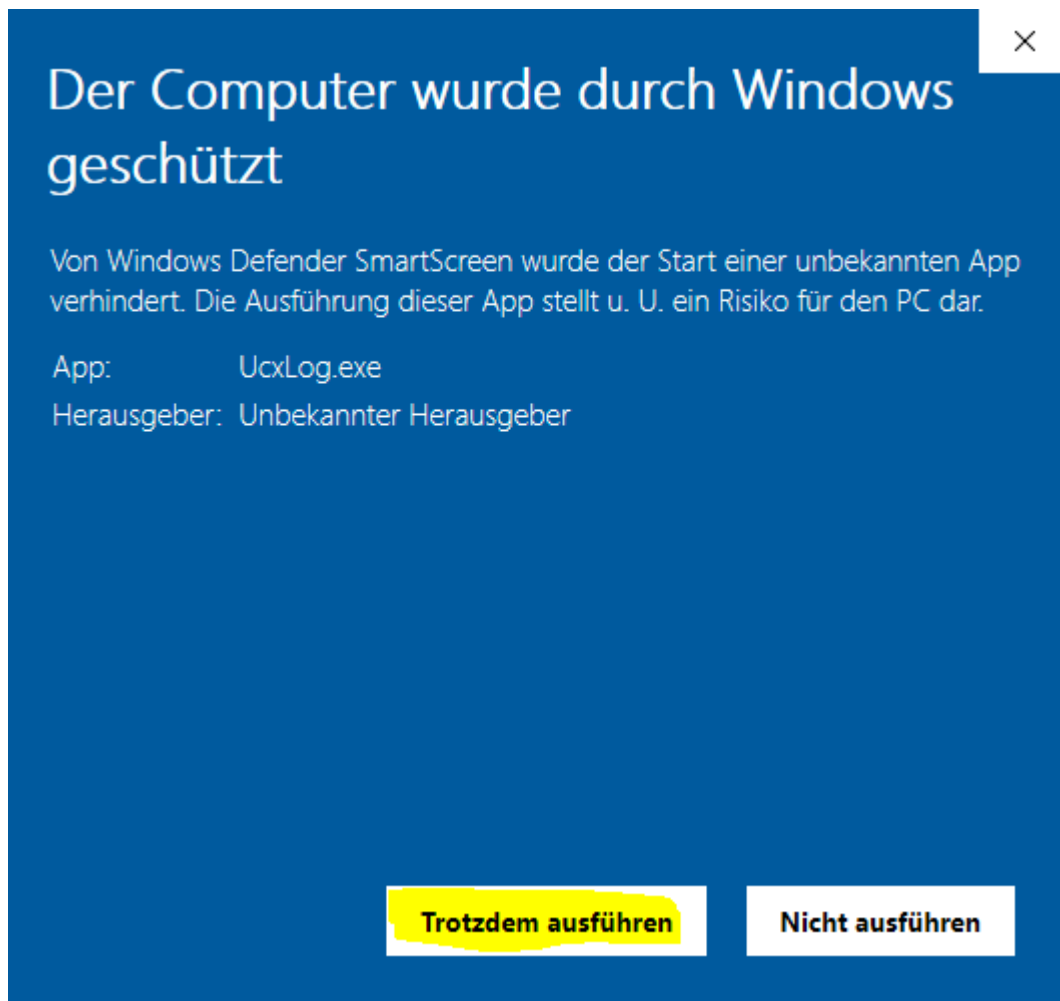 Der Computer wurde durch Windows
geschützt
Von Windows Defender SmartScreen wurde der Start einer unbekannten App
verhindert. Die Ausführung dieser App stellt u. U. ein Risiko für den PC dar.
App: UcxLog.exe
Herausgeber: Unbekannter Herausgeber
Trotzdem ausführen Nicht ausführen